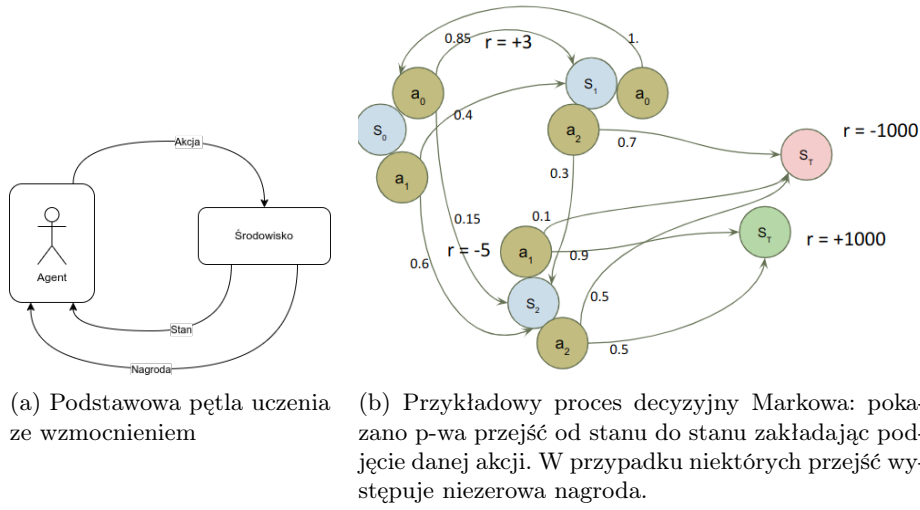 Akcja
Agent
Środowisko
Stan
Nagroda
0.85
r = +3
1.
a0
S1
a0
0.4
S0
a2
0.7
r = -1000
ST
a1
0.3
0.15
0.1
ST
r = +1000
r = -5
a1
0.9
0.6
S2
0.5
a2
0.5
(a) Podstawowa pętla uczenia
ze wzmocnieniem
(b) Przykładowy proces decyzyjny Markowa: poka-
zano p-wa przejść od stanu do stanu zakładając pod-
jęcie danej akcji. W przypadku niektórych przejść wy-
stępuje niezerowa nagroda.